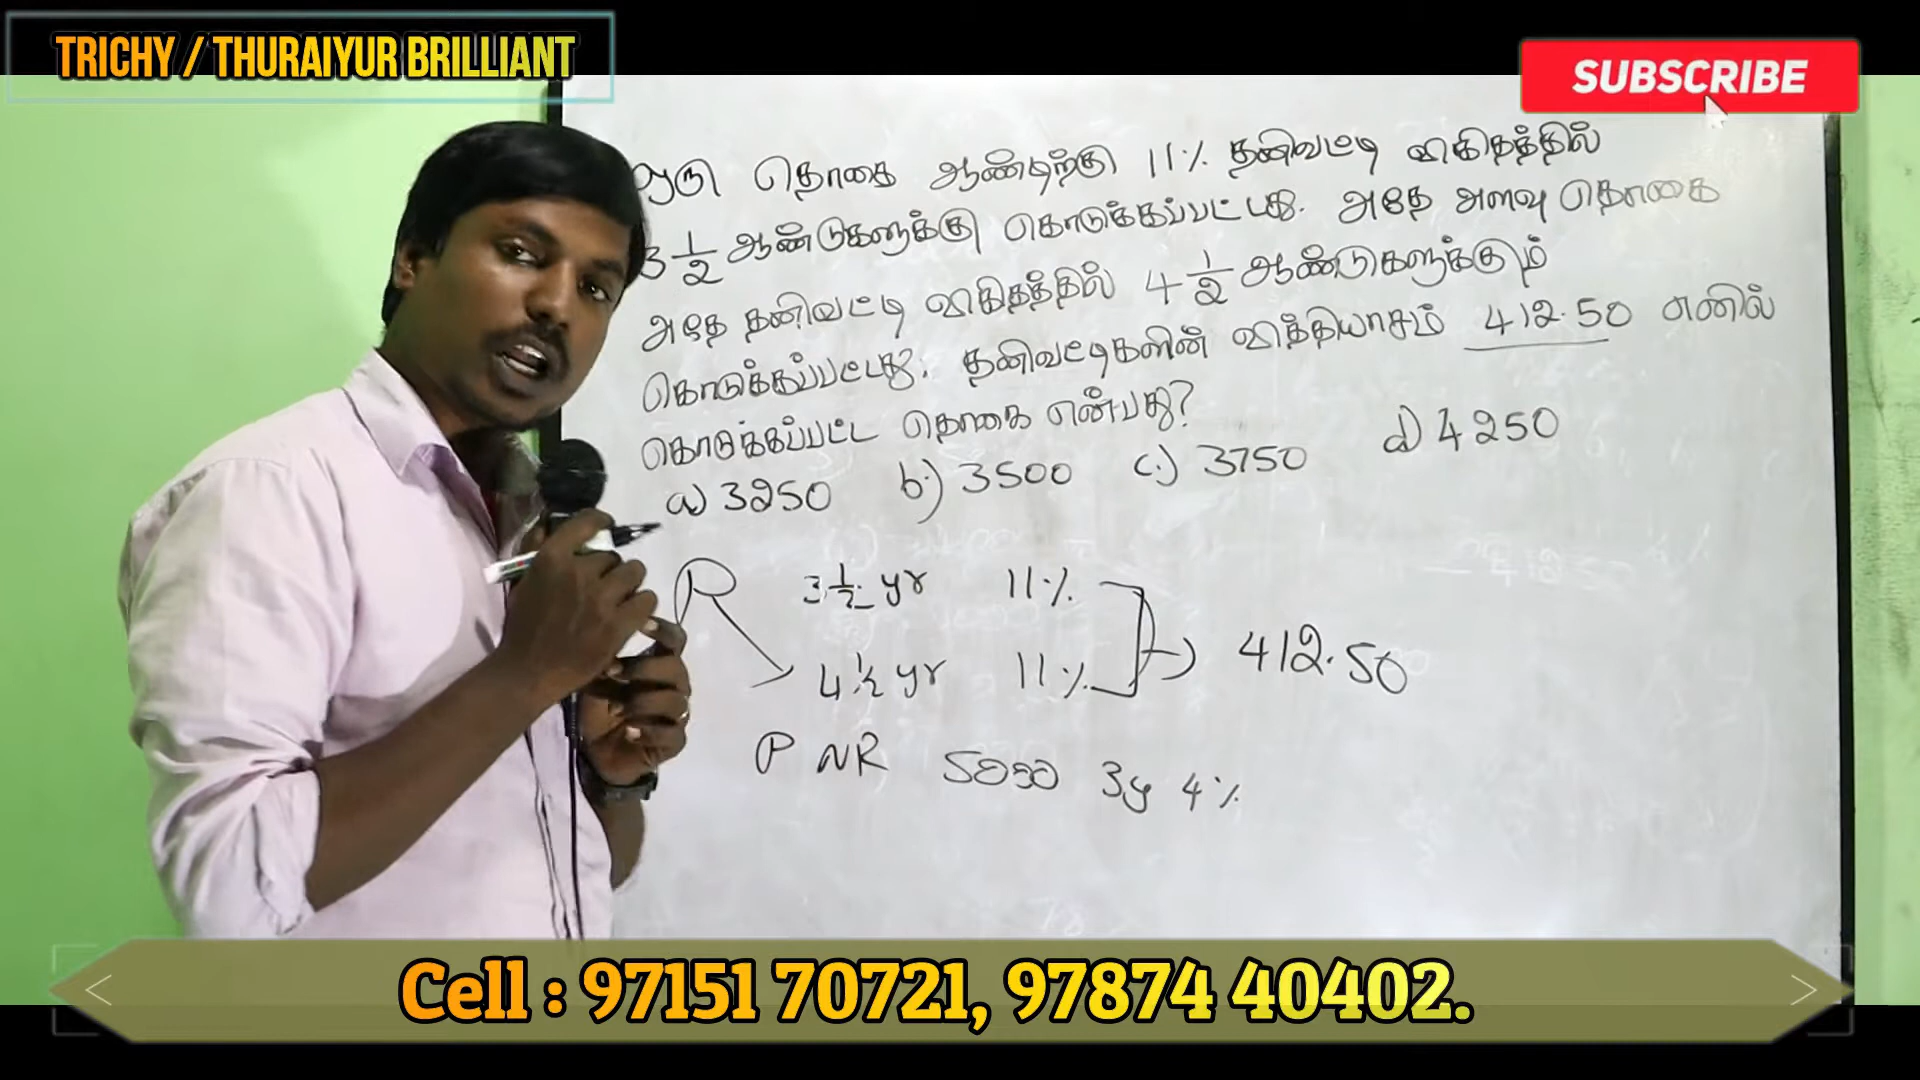 TRICHY / THURAIYUR BRILLIANT
SUBSCRIBE
ஒரு தொகை ஆண்டிற்கு 11% தனிவட்டி விகிதத்தில்
3 1/2 ஆண்டுகளுக்கு கொடுக்கப்பட்டது. அதே அளவு தொகை
அதே தனிவட்டி விகிதத்தில் 4 1/2 ஆண்டுகளுக்கும்
கொடுக்கப்பட்டது. தனிவட்டிகளின் வித்தியாசம் 412.50 எனில்
கொடுக்கப்பட்ட தொகை என்பது?
a) 3250 b) 3500 c) 3750 d) 4250
3 1/2 yr 11%
4 1/2 yr 11% 412.50
P N R 5000 3y 4%
Cell : 97151 70721, 97874 40402.